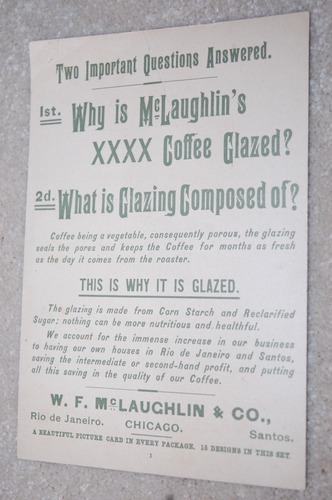 Two Important Questions Answered.
1st. Why is McLaughlin's
XXXX Coffee Glazed?
2d. What is Glazing Composed of?
Coffee being a vegetable, consequently porous, the glazing
seals the pores and keeps the Coffee for months as fresh
as the day it comes from the roaster.
THIS IS WHY IT IS GLAZED.
The glazing is made from Corn Starch and Reclarified
Sugar; nothing can be more nutritious and healthful.
We account for the immense increase in our business
to having our own houses in Rio de Janeiro and Santos,
saving the intermediate or second-hand profit, and putting
all this saving in the quality of our Coffee.
W. F. McLAUGHLIN & CO.,
Rio de Janeiro. CHICAGO. Santos.
A BEAUTIFUL PICTURE CARD IN EVERY PACKAGE. 15 DESIGNS IN THIS SET.
1